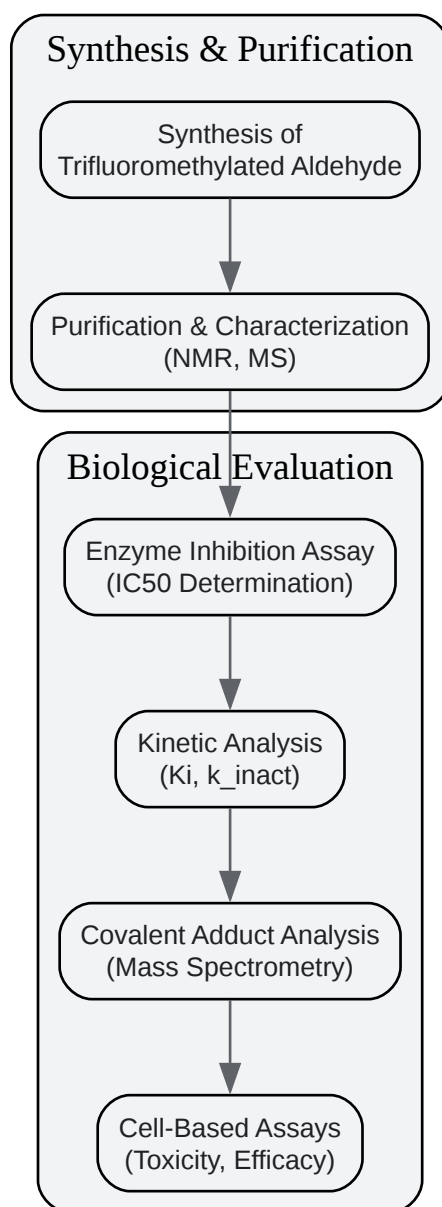 Synthesis & Purification
Synthesis of
Trifluoromethylated Aldehyde
Purification & Characterization
(NMR, MS)
Biological Evaluation
Enzyme Inhibition Assay
(IC50 Determination)
Kinetic Analysis
(Ki, k_inact)
Covalent Adduct Analysis
(Mass Spectrometry)
Cell-Based Assays
(Toxicity, Efficacy)